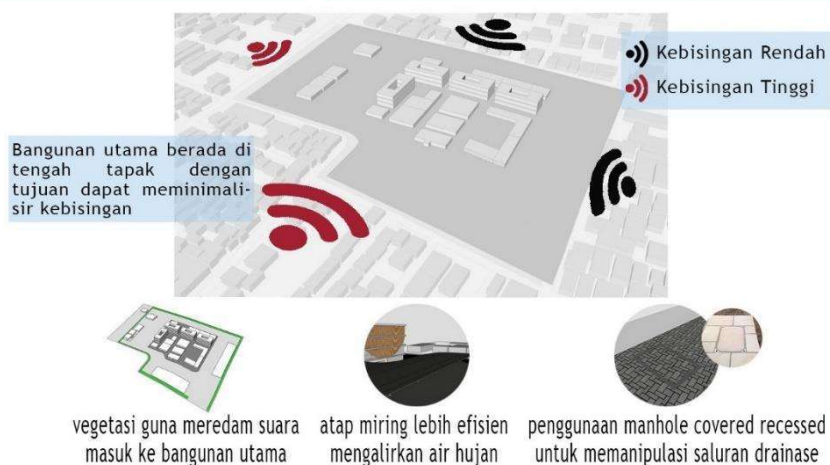 Kebisingan Rendah
Kebisingan Tinggi
Bangunan utama berada di
tengah tapak dengan
tujuan dapat meminimali-
sir kebisingan
vegetasi guna meredam suara
masuk ke bangunan utama
atap miring lebih efisien
mengalirkan air hujan
penggunaan manhole covered recessed
untuk memanipulasi saluran drainase